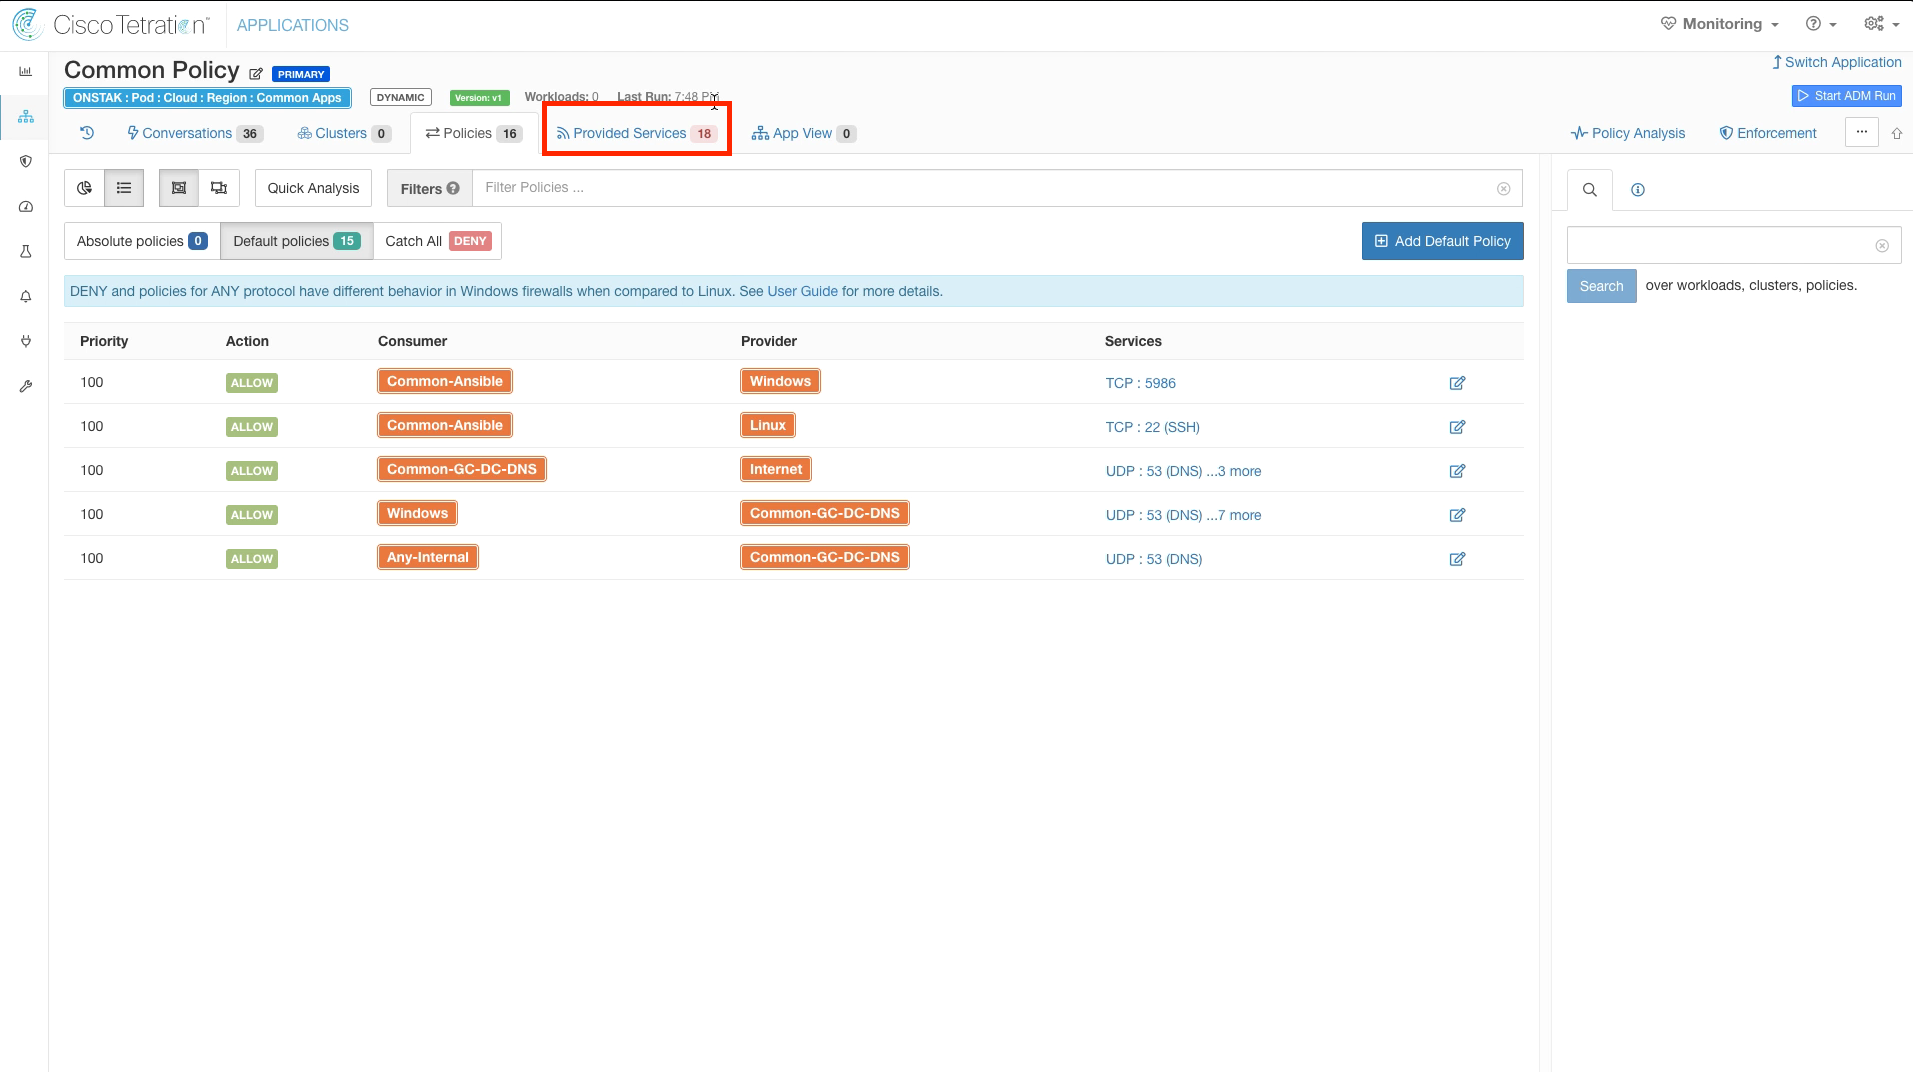 Cisco Tetration™ APPLICATIONS Monitoring
Common Policy PRIMARY Switch Application
ONSTAK : Pod : Cloud : Region : Common Apps DYNAMIC Version: v1 Workloads: 0 Last Run: 7:48 PM Start ADM Run
Conversations 36 Clusters 0 Policies 16 Provided Services 18 App View 0 Policy Analysis Enforcement ...
Quick Analysis Filters ? Filter Policies ...
Absolute policies 0 Default policies 15 Catch All DENY Add Default Policy
DENY and policies for ANY protocol have different behavior in Windows firewalls when compared to Linux. See User Guide for more details.
Search over workloads, clusters, policies.
Priority Action Consumer Provider Services
100 ALLOW Common-Ansible Windows TCP : 5986
100 ALLOW Common-Ansible Linux TCP : 22 (SSH)
100 ALLOW Common-GC-DC-DNS Internet UDP : 53 (DNS) ...3 more
100 ALLOW Windows Common-GC-DC-DNS UDP : 53 (DNS) ...7 more
100 ALLOW Any-Internal Common-GC-DC-DNS UDP : 53 (DNS)